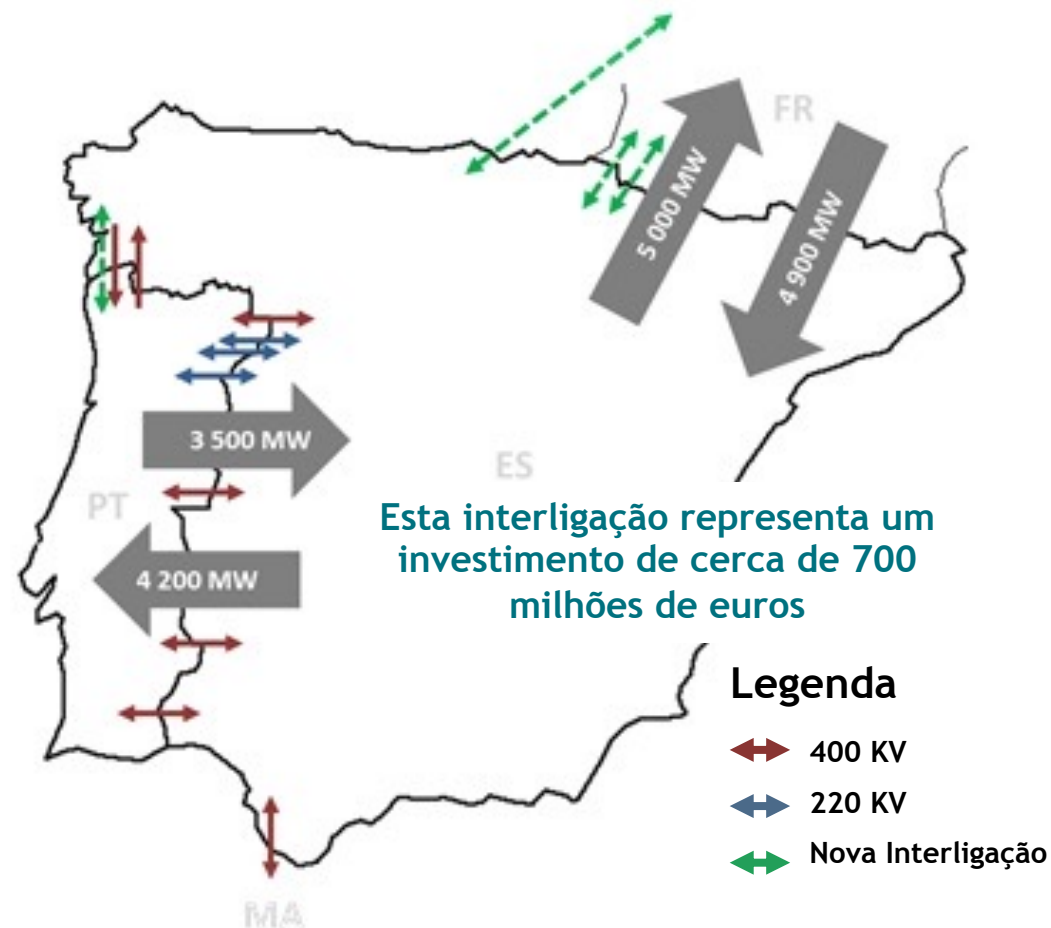 FR
5 000 MW
4 900 MW
3 500 MW
ES
PT
Esta interligação representa um
investimento de cerca de 700
milhões de euros
4 200 MW
Legenda
400 KV
220 KV
Nova Interligação
MA